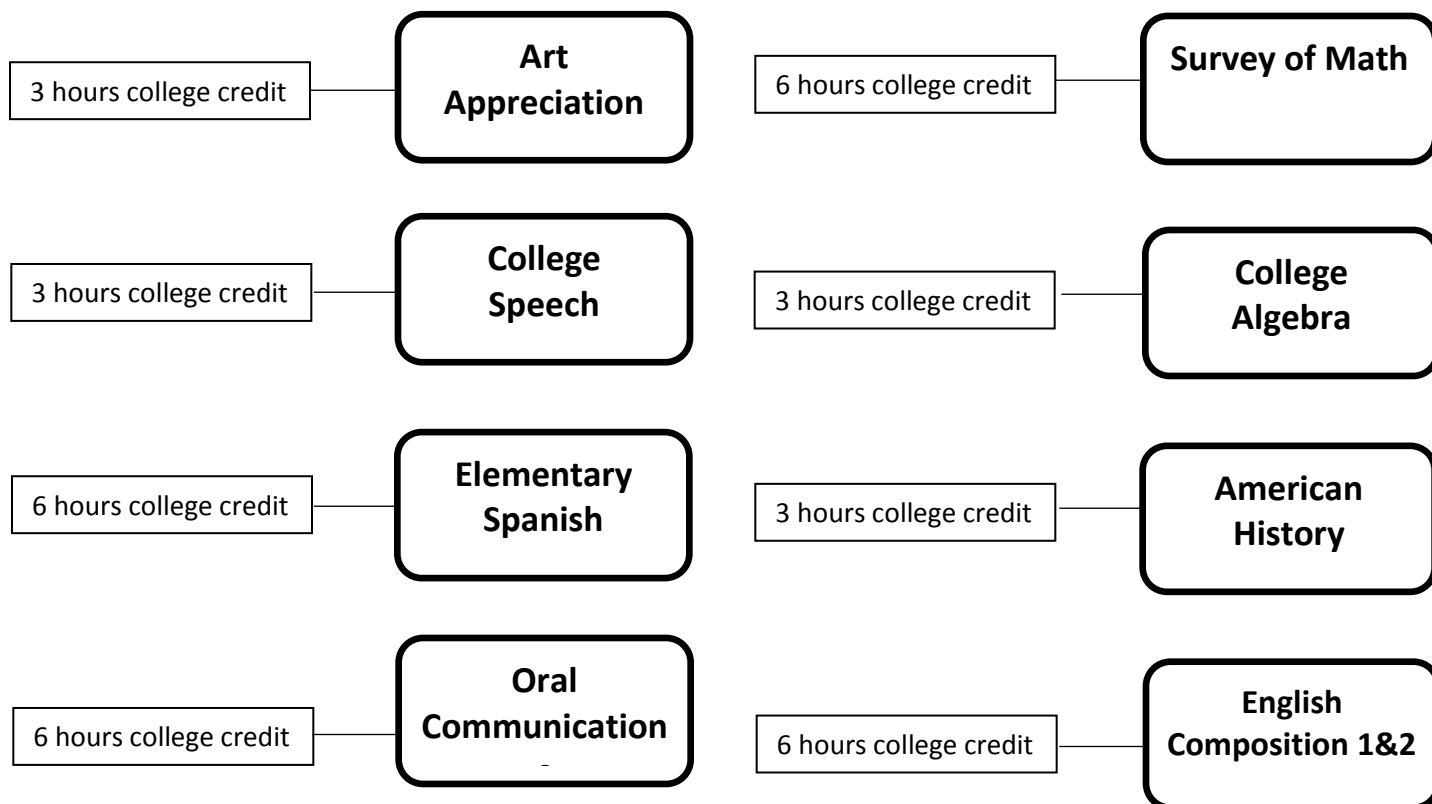 3 hours college credit
Art
Appreciation
6 hours college credit
Survey of Math
3 hours college credit
College
Speech
3 hours college credit
College
Algebra
6 hours college credit
Elementary
Spanish
3 hours college credit
American
History
6 hours college credit
Oral
Communication
6 hours college credit
English
Composition 1&2